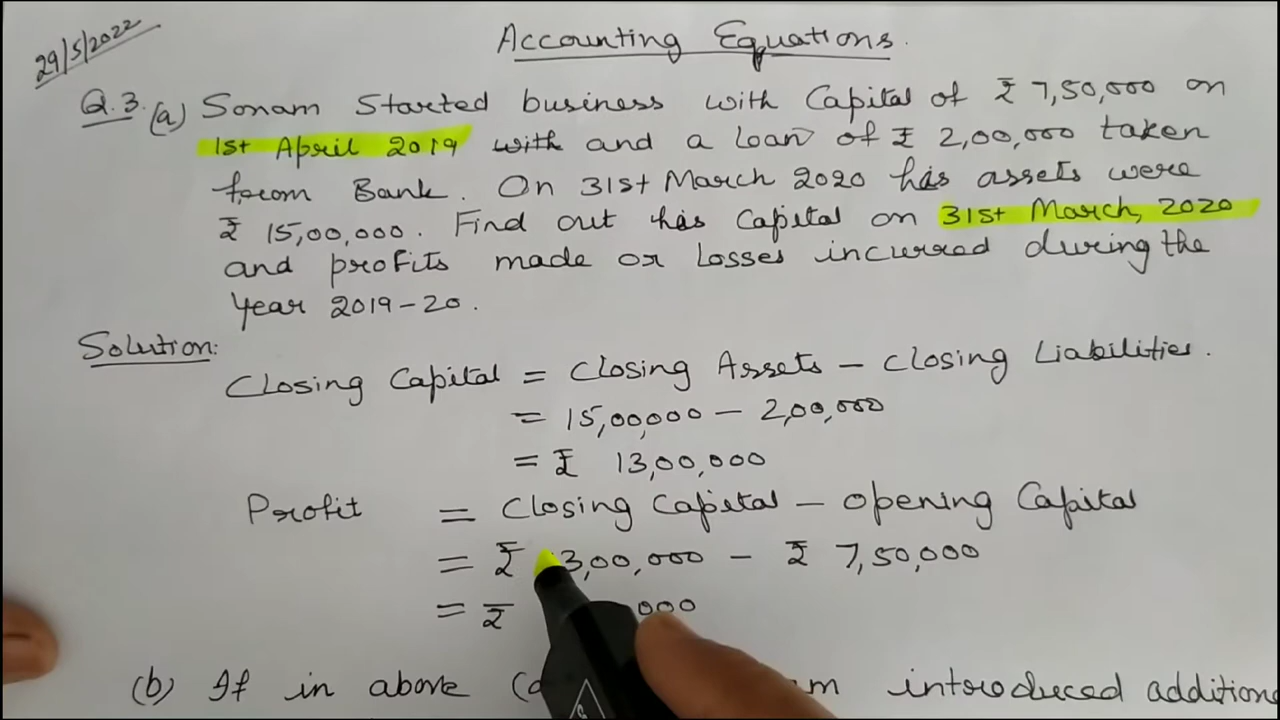 29/5/2022
Accounting Equations.
Q.3. (a) Sonam Started business with Capital of ₹ 7,50,000 on
1st April 2019 with and a loan of ₹ 2,00,000 taken
from Bank. On 31st March 2020 his assets were
₹ 15,00,000. Find out his Capital on 31st March, 2020
and profits made or Losses incurred during the
Year 2019-20.
Solution:
Closing Capital = Closing Assets - Closing Liabilities.
= 15,00,000 - 2,00,000
= ₹ 13,00,000
Profit = Closing Capital - Opening Capital
= ₹ 3,00,000 - ₹ 7,50,000
= ₹ 000
(b) If in above (a introduced addition